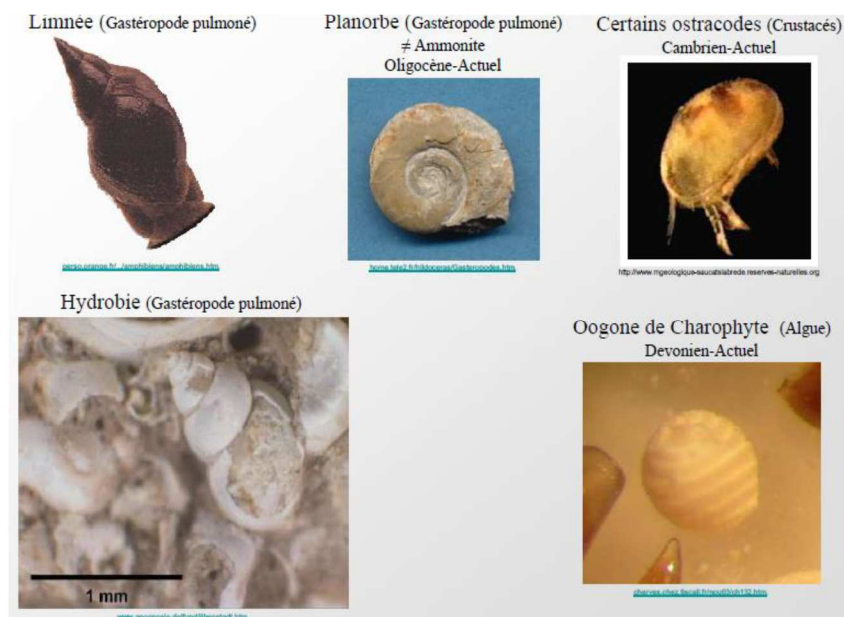 Limnée (Gastéropode pulmoné)
Planorbe (Gastéropode pulmoné)
≠ Ammonite
Oligocène-Actuel
Certains ostracodes (Crustacés)
Cambrien-Actuel
http://www.rngeologique-saucatslabrede.reserves-naturelles.org
Hydrobie (Gastéropode pulmoné)
Oogone de Charophyte (Algue)
Devonien-Actuel
1 mm